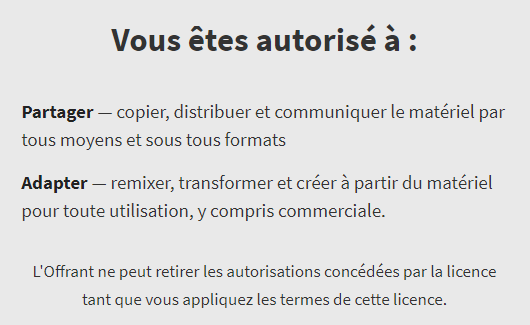 Vous êtes autorisé à :
Partager — copier, distribuer et communiquer le matériel par
tous moyens et sous tous formats
Adapter — remixer, transformer et créer à partir du matériel
pour toute utilisation, y compris commerciale.
L'Offrant ne peut retirer les autorisations concédées par la licence
tant que vous appliquez les termes de cette licence.